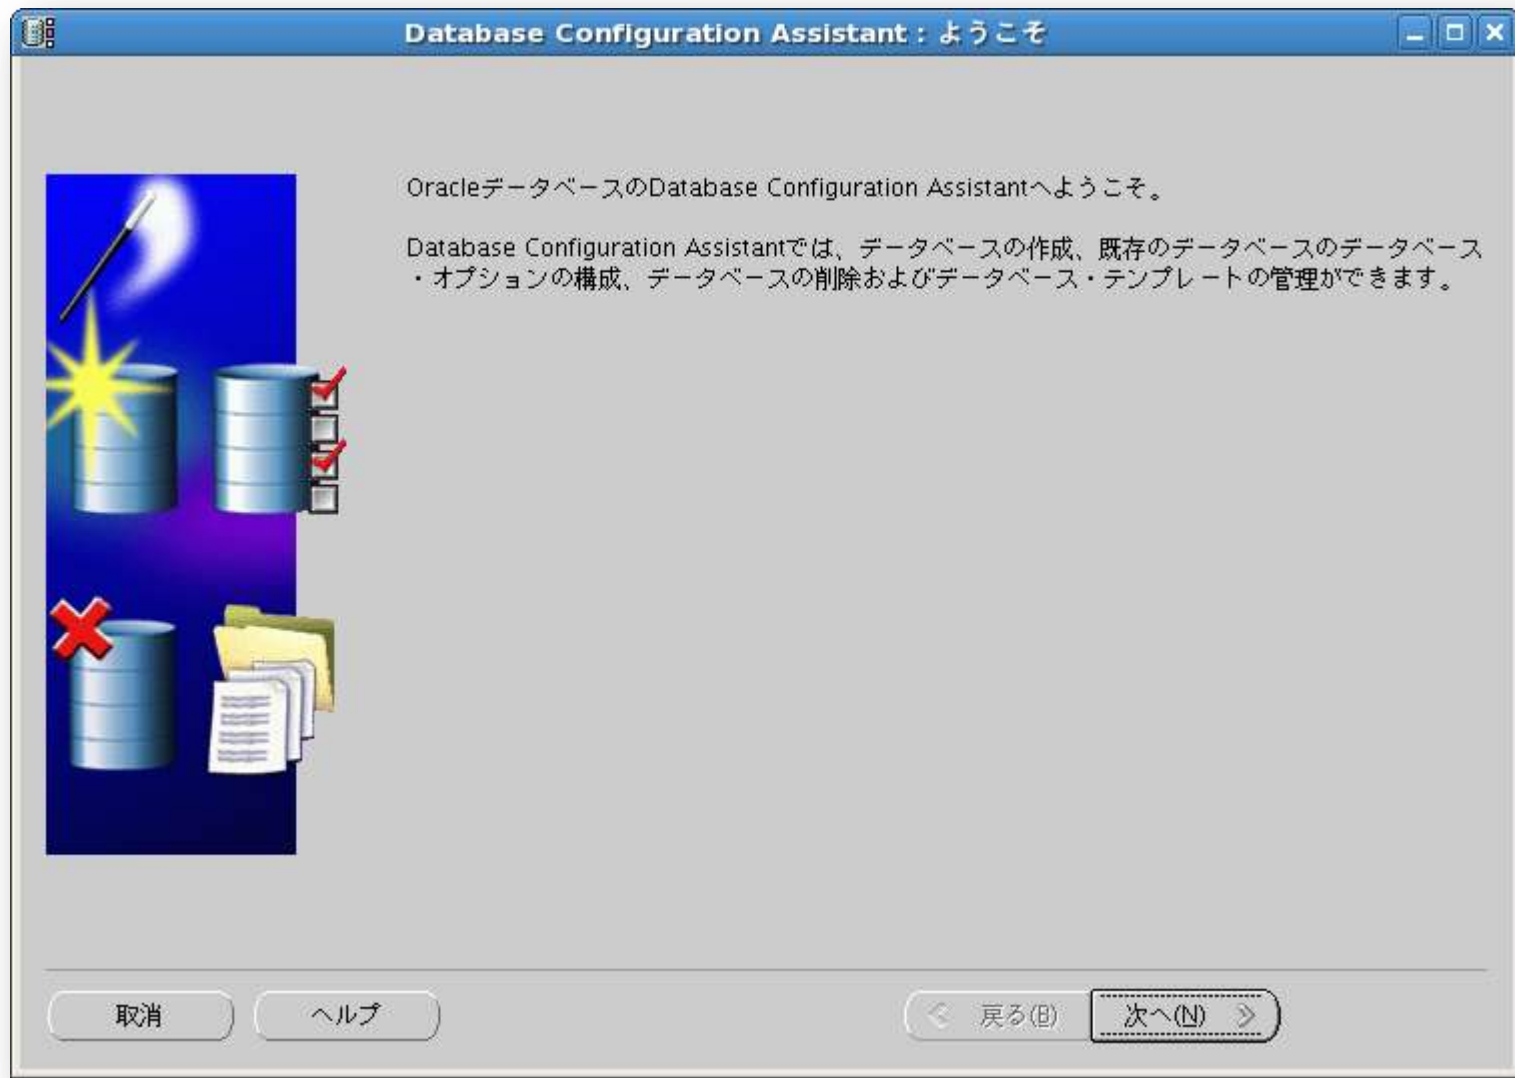 Database Configuration Assistant : ようこそ
OracleデータベースのDatabase Configuration Assistantへようこそ。
Database Configuration Assistantでは、データベースの作成、既存のデータベースのデータベース
・オプションの構成、データベースの削除およびデータベース・テンプレートの管理ができます。
取消
ヘルプ
戻る(B)
次へ(N)